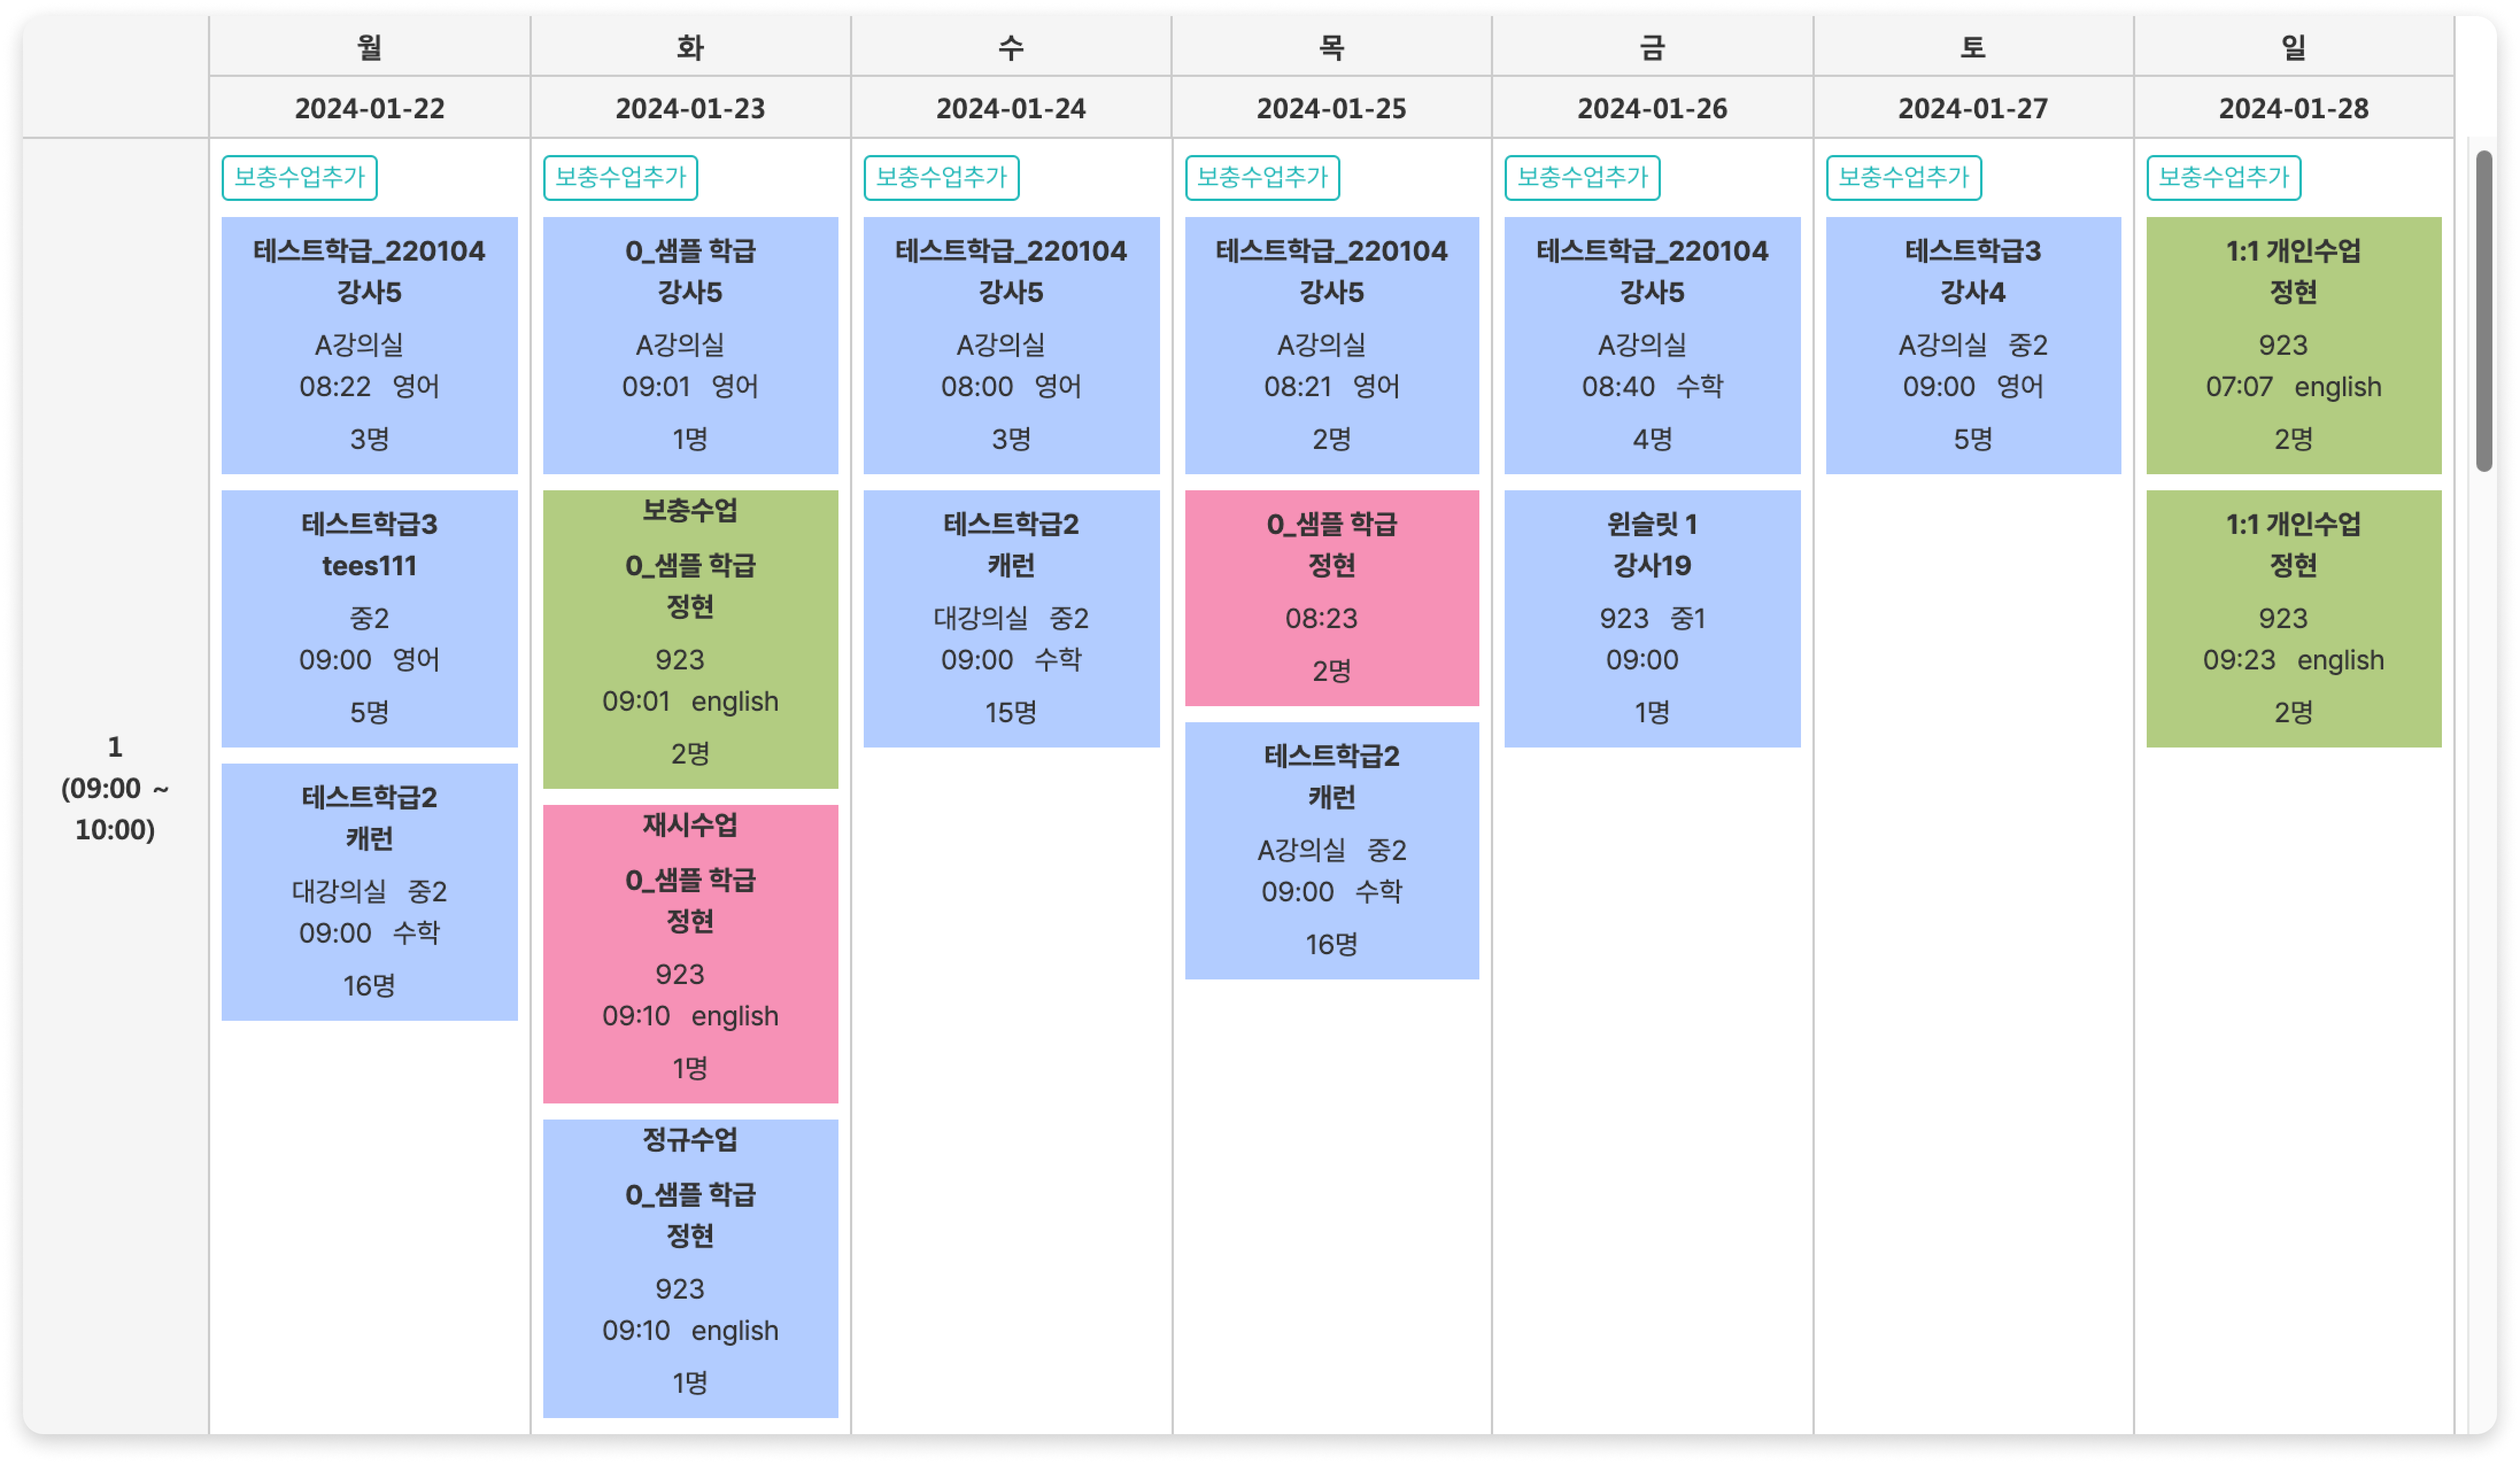 월 화 수 목 금 토 일
2024-01-22 2024-01-23 2024-01-24 2024-01-25 2024-01-26 2024-01-27 2024-01-28
1
(09:00 ~
10:00)
보충수업추가
테스트학급_220104
강사5
A강의실
08:22 영어
3명
테스트학급3
tees111
중2
09:00 영어
5명
테스트학급2
캐런
대강의실 중2
09:00 수학
16명
보충수업추가
0_샘플 학급
강사5
A강의실
09:01 영어
1명
보충수업
0_샘플 학급
정현
923
09:01 english
2명
재시수업
0_샘플 학급
정현
923
09:10 english
1명
정규수업
0_샘플 학급
정현
923
09:10 english
1명
보충수업추가
테스트학급_220104
강사5
A강의실
08:00 영어
3명
테스트학급2
캐런
대강의실 중2
09:00 수학
15명
보충수업추가
테스트학급_220104
강사5
A강의실
08:21 영어
2명
0_샘플 학급
정현
08:23
2명
테스트학급2
캐런
A강의실 중2
09:00 수학
16명
보충수업추가
테스트학급_220104
강사5
A강의실
08:40 수학
4명
윈슬릿 1
강사19
923 중1
09:00
1명
보충수업추가
테스트학급3
강사4
A강의실 중2
09:00 영어
5명
보충수업추가
1:1 개인수업
정현
923
07:07 english
2명
1:1 개인수업
정현
923
09:23 english
2명